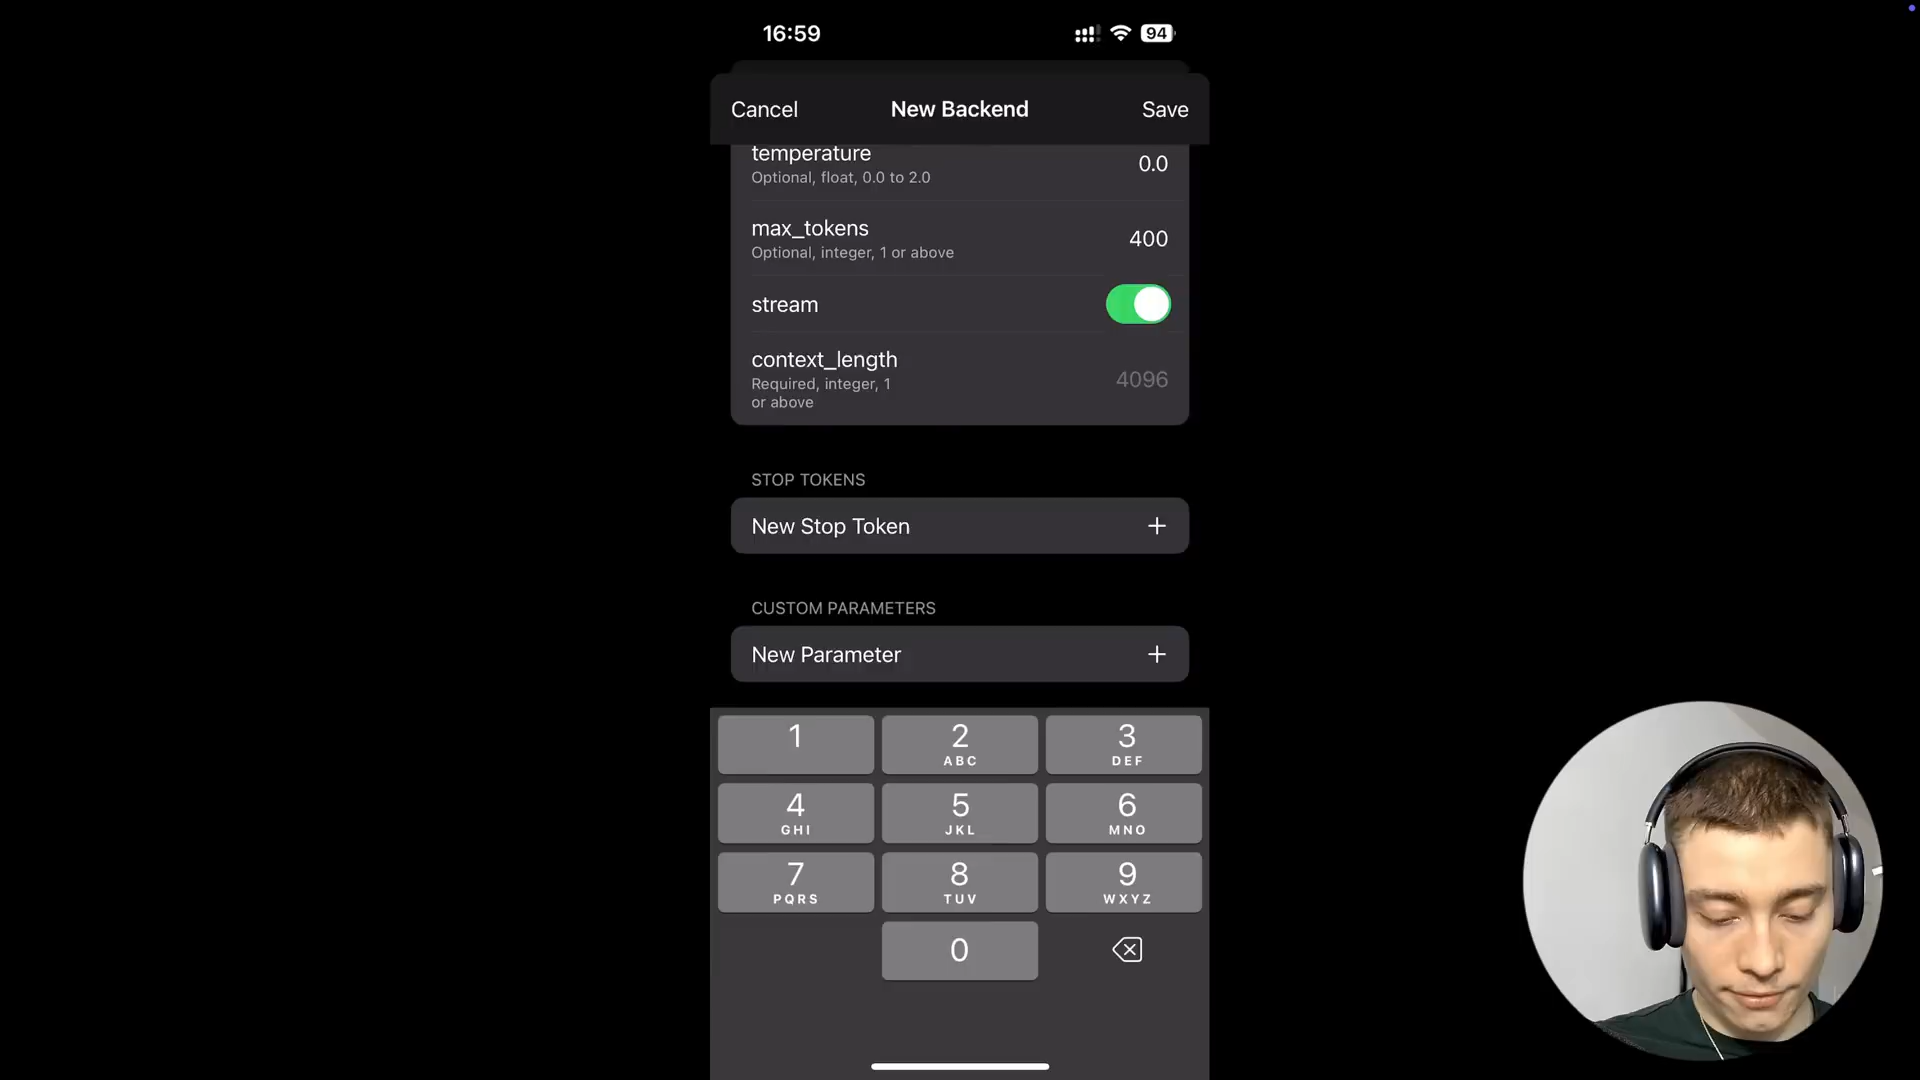 16:59
94
Cancel
New Backend
Save
temperature
0.0
Optional, float, 0.0 to 2.0
max_tokens
400
Optional, integer, 1 or above
stream
context_length
4096
Required, integer, 1
or above
STOP TOKENS
New Stop Token
+
CUSTOM PARAMETERS
New Parameter
+
1
2
3
ABC
DEF
4
5
6
GHI
JKL
MNO
7
8
9
PQRS
TUV
WXYZ
0